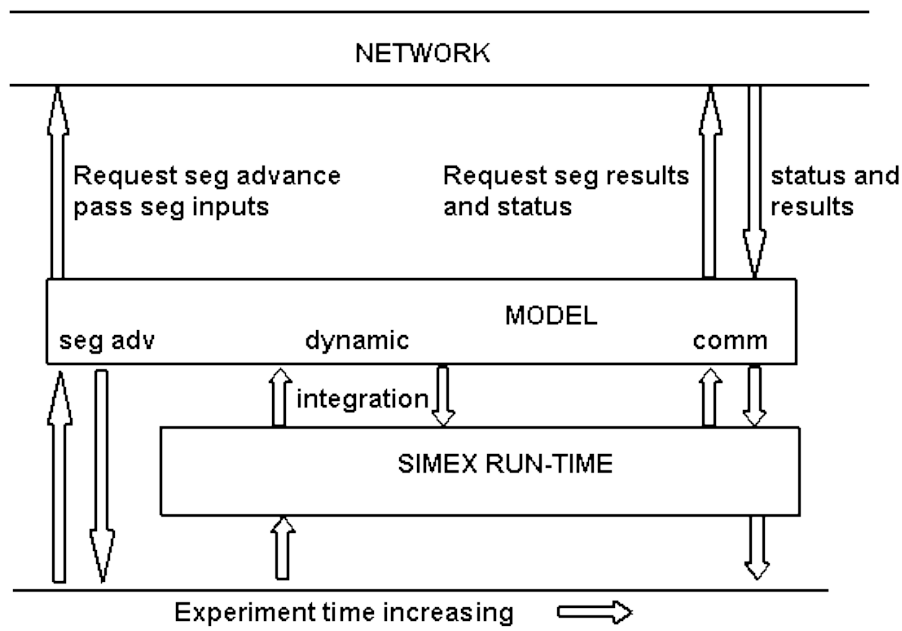 NETWORK
Request seg advance
pass seg inputs
Request seg results
and status
status and
results
MODEL
seg adv
dynamic
comm
integration
SIMEX RUN-TIME
Experiment time increasing